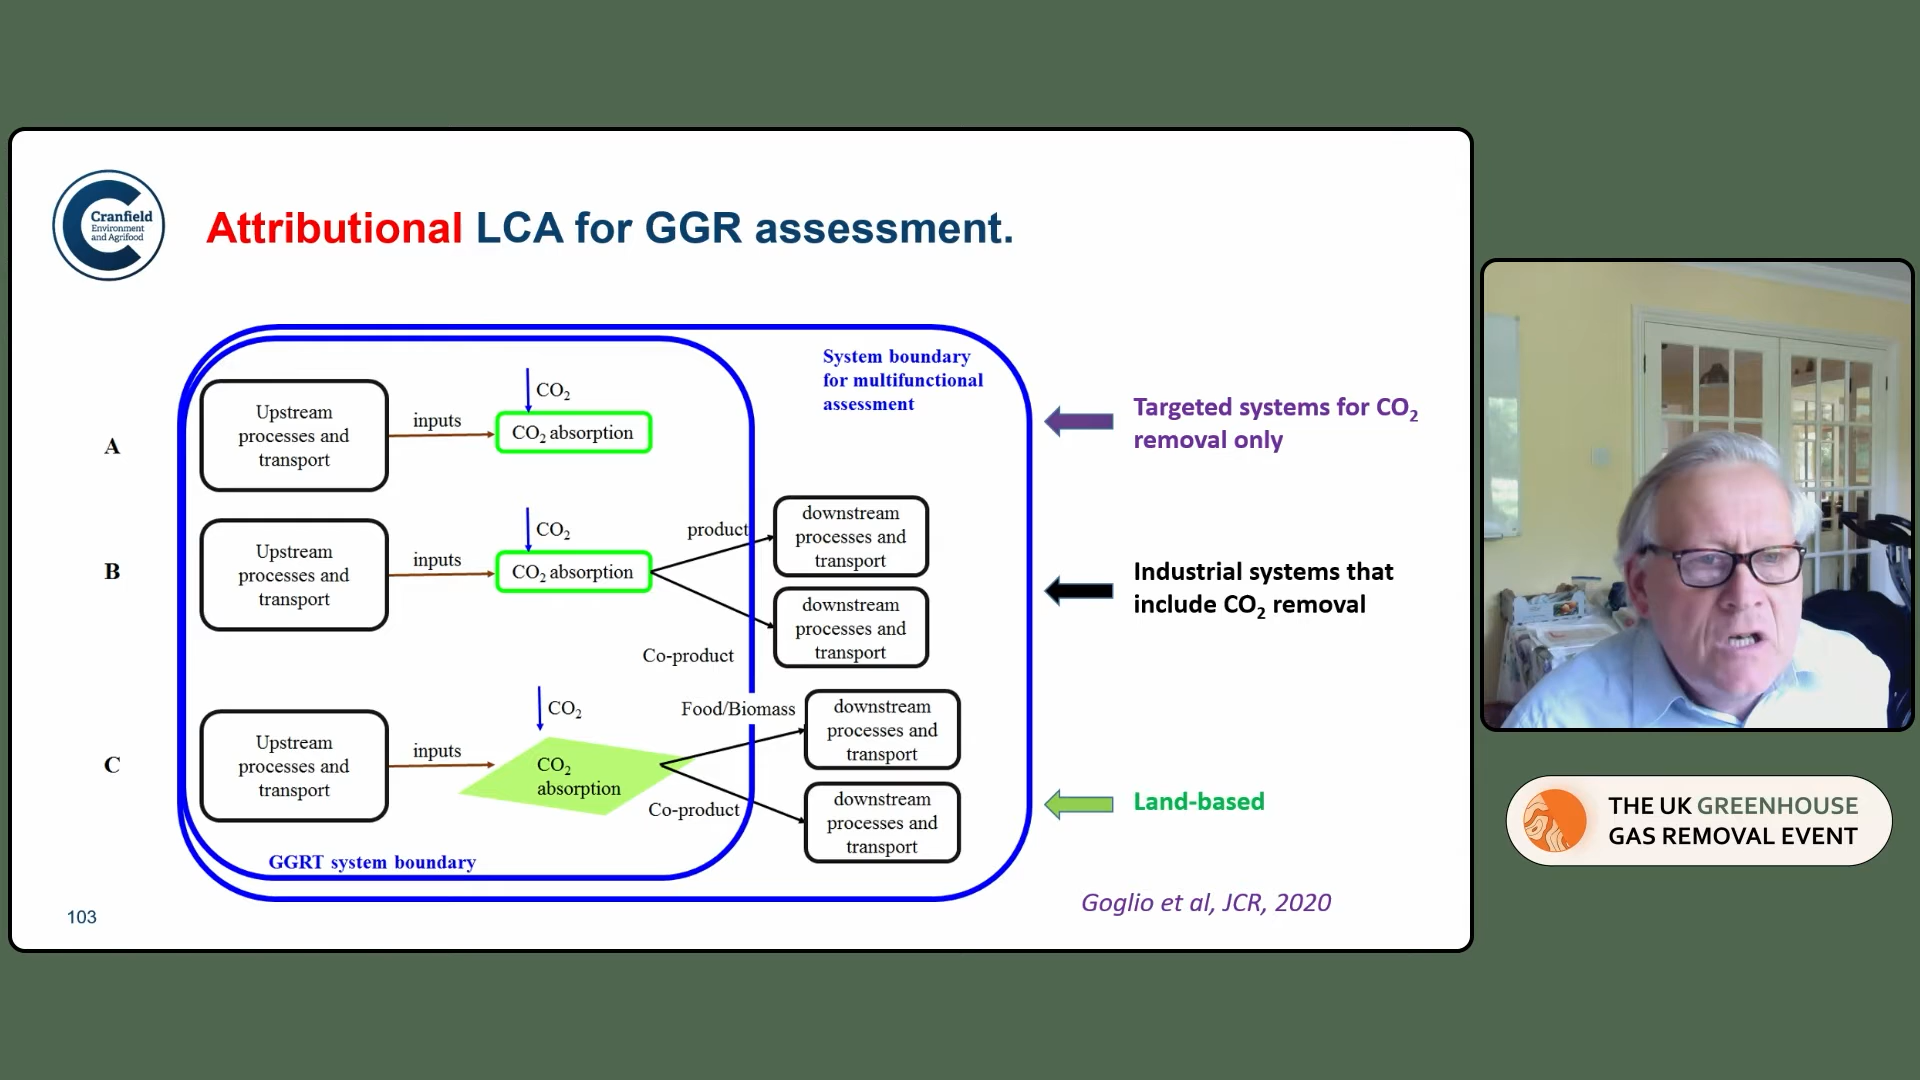 Cranfield
Environment
and Agrifood
Attributional LCA for GGR assessment.
System boundary
for multifunctional
assessment
A
Upstream
processes and
transport
inputs
CO2
CO2 absorption
Targeted systems for CO2
removal only
B
Upstream
processes and
transport
inputs
CO2
CO2 absorption
product
downstream
processes and
transport
Co-product
downstream
processes and
transport
Industrial systems that
include CO2 removal
C
Upstream
processes and
transport
inputs
CO2
CO2
absorption
Food/Biomass
downstream
processes and
transport
Co-product
downstream
processes and
transport
Land-based
GGRT system boundary
Goglio et al, JCR, 2020
103
THE UK GREENHOUSE
GAS REMOVAL EVENT